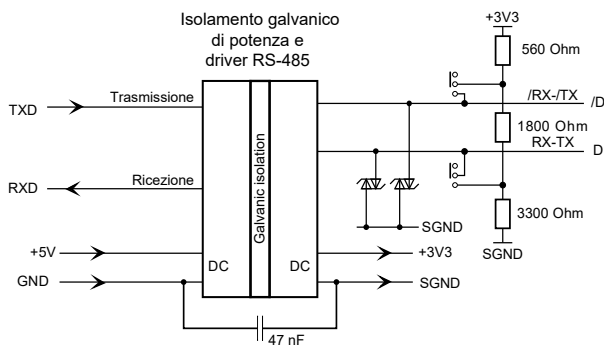 Isolamento galvanico
di potenza e
driver RS-485
+3V3
560 Ohm
TXD
Trasmissione
/RX-/TX
/D
1800 Ohm
RX-TX
D
RXD
Ricezione
Galvanic isolation
3300 Ohm
SGND
SGND
+5V
DC
DC
+3V3
GND
SGND
47 nF